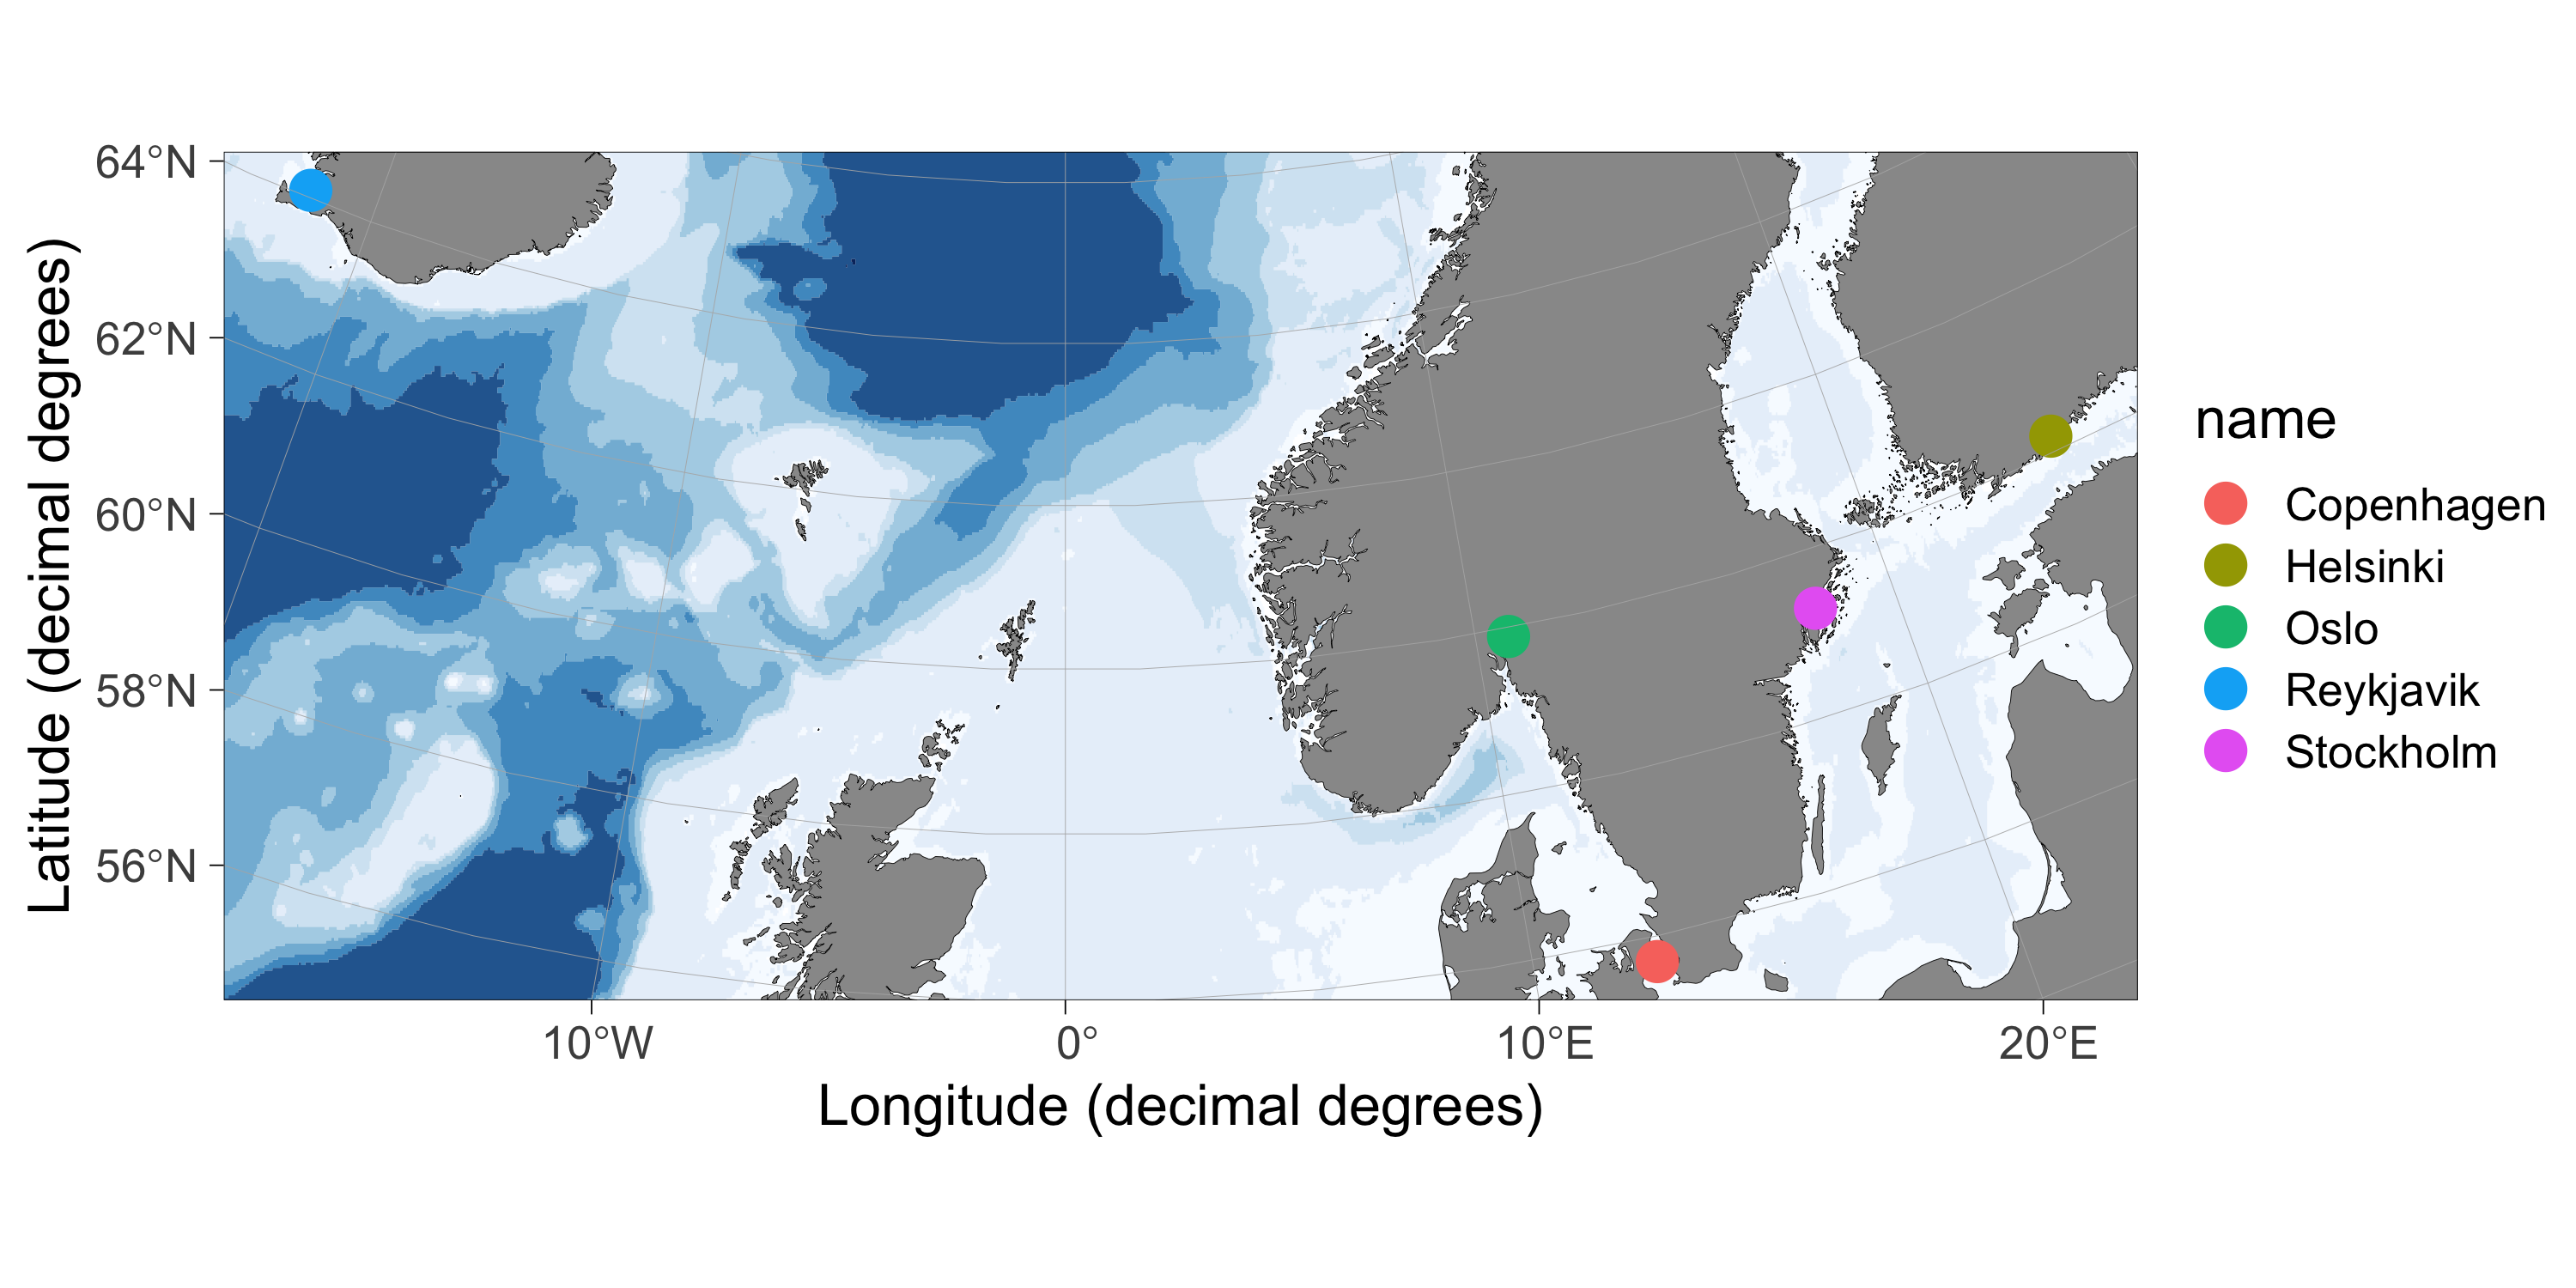 64°N
62°N
60°N
58°N
56°N
Latitude (decimal degrees)
10°W
0°
10°E
20°E
Longitude (decimal degrees)
name
Copenhagen
Helsinki
Oslo
Reykjavik
Stockholm